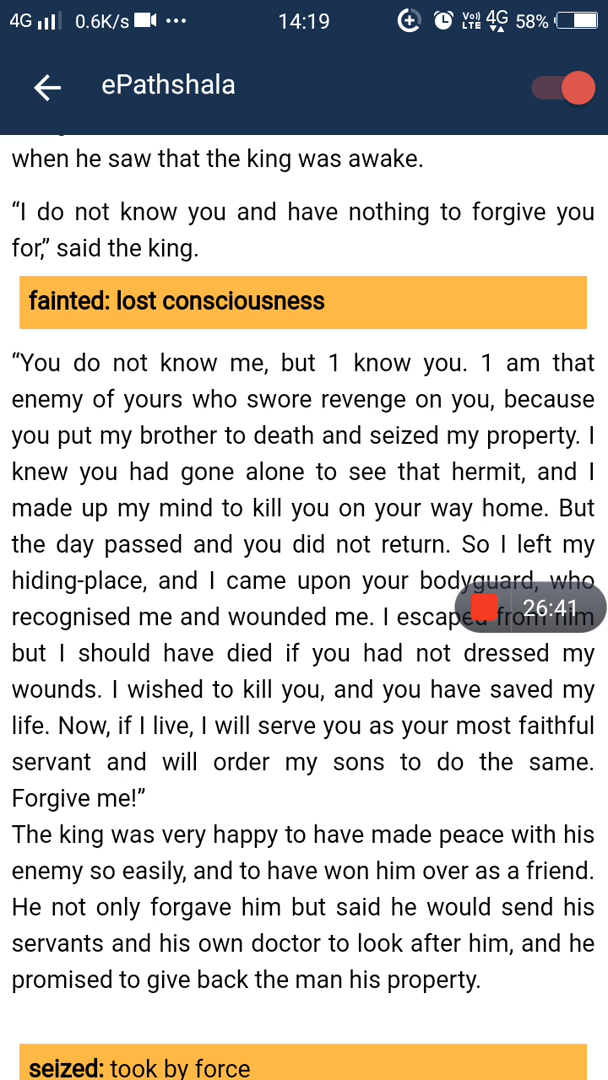 4G 0.6K/s ••• 14:19 Vo)) LTE 4G 58%
ePathshala
when he saw that the king was awake.
“I do not know you and have nothing to forgive you
for,” said the king.
fainted: lost consciousness
“You do not know me, but 1 know you. 1 am that
enemy of yours who swore revenge on you, because
you put my brother to death and seized my property. I
knew you had gone alone to see that hermit, and I
made up my mind to kill you on your way home. But
the day passed and you did not return. So I left my
hiding-place, and I came upon your bodyguard, who
recognised me and wounded me. I escaped from him
26:41
but I should have died if you had not dressed my
wounds. I wished to kill you, and you have saved my
life. Now, if I live, I will serve you as your most faithful
servant and will order my sons to do the same.
Forgive me!”
The king was very happy to have made peace with his
enemy so easily, and to have won him over as a friend.
He not only forgave him but said he would send his
servants and his own doctor to look after him, and he
promised to give back the man his property.
seized: took by force